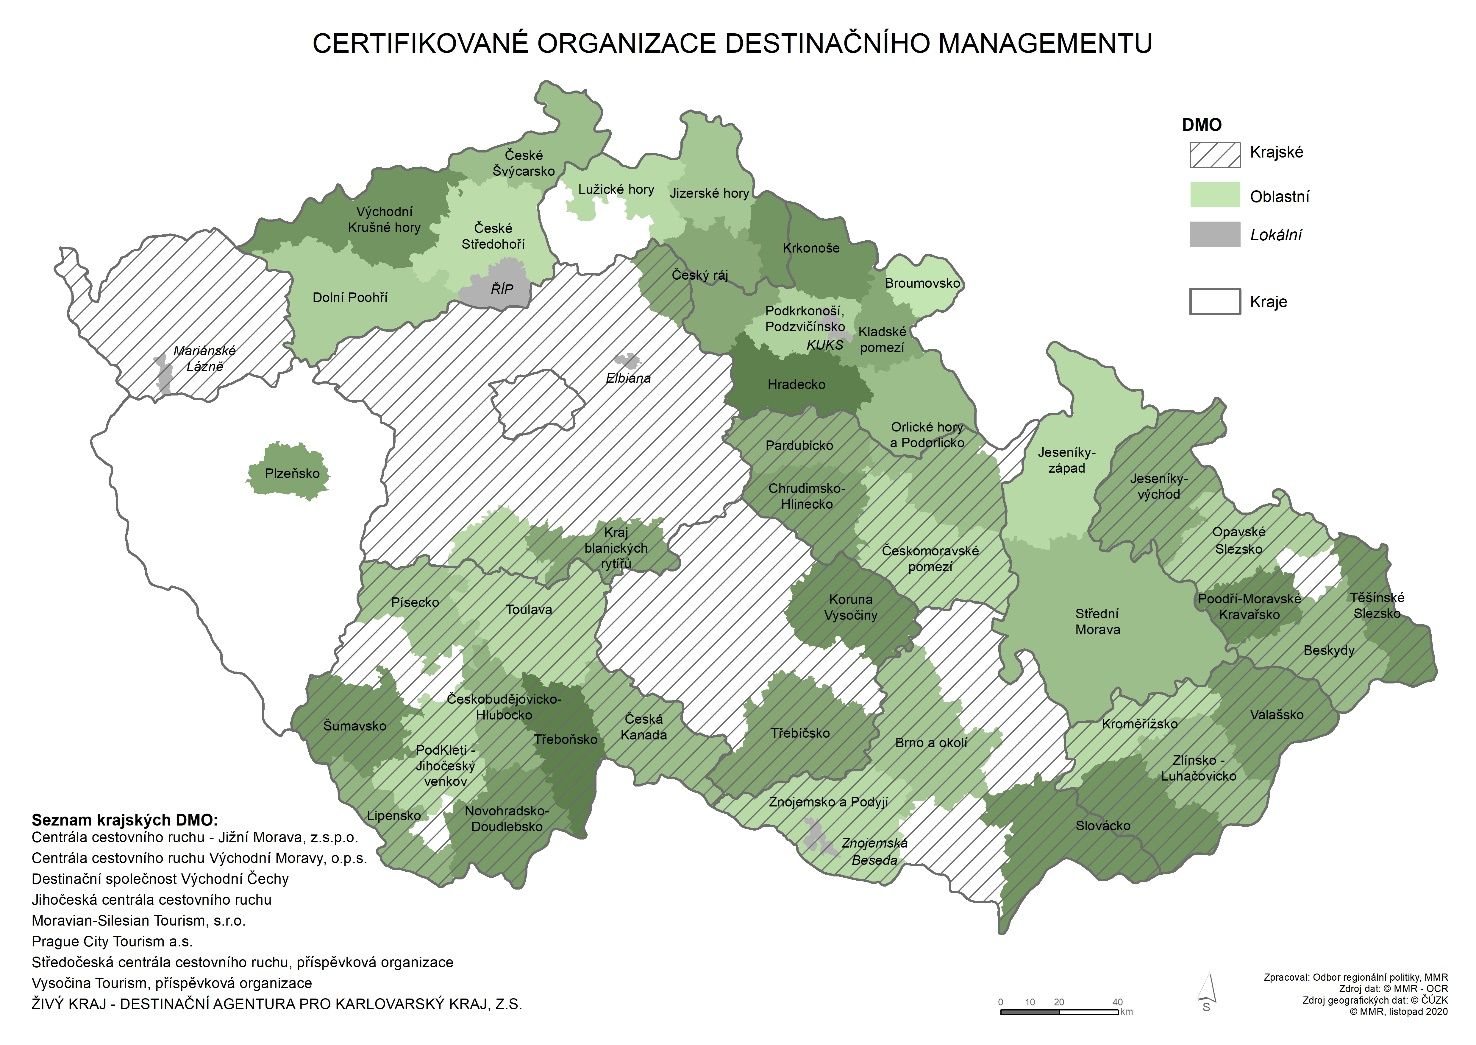 CERTIFIKOVANÉ ORGANIZACE DESTINAČNÍHO MANAGEMENTU
DMO
Krajské
Oblastní
Lokální
Kraje
České
Švýcarsko
Lužické hory
Jizerské hory
Východní
Krušné hory
České
Středohoří
Krkonoše
Český ráj
Broumovsko
ŘÍP
Dolní Poohří
Podkrkonoší,
Podzvičínsko
KUKS
Kladské
pomezí
Mariánské
Lázně
Elbiana
Hradecko
Orlické hory
a Podorlicko
Pardubicko
Jeseníky-
západ
Plzeňsko
Jeseníky-
východ
Chrudimsko-
Hlinecko
Kraj
blanických
rytířů
Českomoravské
pomezí
Opavské
Slezsko
Písecko
Toulava
Koruna
Vysočiny
Střední
Morava
Poodří-Moravské
Kravařsko
Těšínské
Slezsko
Beskydy
Českobudějovicko-
Hlubocko
Šumavsko
Třeboňsko
Česká
Kanada
Třebíčsko
Brno a okolí
Kroměřížsko
Valašsko
PodKletí -
Jihočeský
venkov
Zlínsko -
Luhačovicko
Lipensko
Novohradsko-
Doudlebsko
Znojemsko a Podyjí
Znojemská
Beseda
Slovácko
Seznam krajských DMO:
Centrála cestovního ruchu - Jižní Morava, z.s.p.o.
Centrála cestovního ruchu Východní Moravy, o.p.s.
Destinační společnost Východní Čechy
Jihočeská centrála cestovního ruchu
Moravian-Silesian Tourism, s.r.o.
Prague City Tourism a.s.
Středočeská centrála cestovního ruchu, příspěvková organizace
Vysočina Tourism, příspěvková organizace
ŽIVÝ KRAJ - DESTINAČNÍ AGENTURA PRO KARLOVARSKÝ KRAJ, Z.S.
0 10 20 40
km
S
Zpracoval: Odbor regionální politiky, MMR
Zdroj dat: © MMR - OCR
Zdroj geografických dat: © ČÚZK
© MMR, listopad 2020